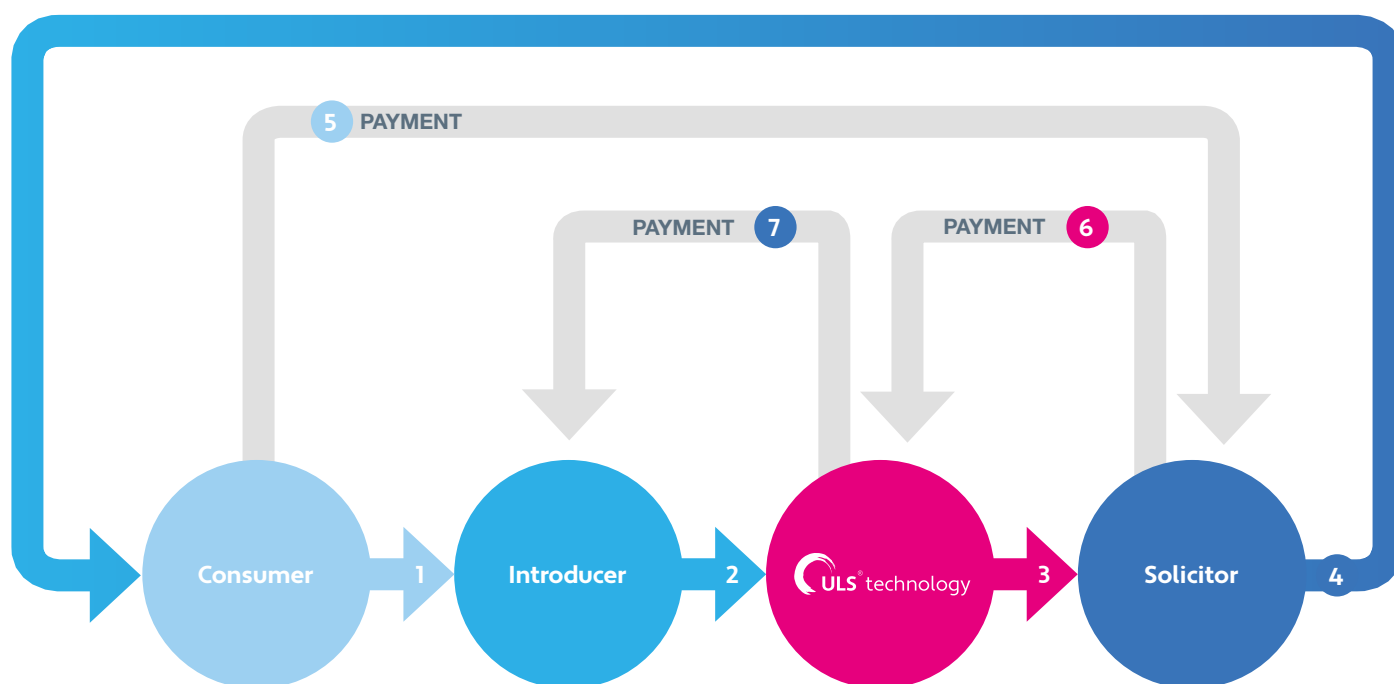 5 PAYMENT
PAYMENT 7
PAYMENT 6
Consumer 1 Introducer 2 ULS® technology 3 Solicitor 4